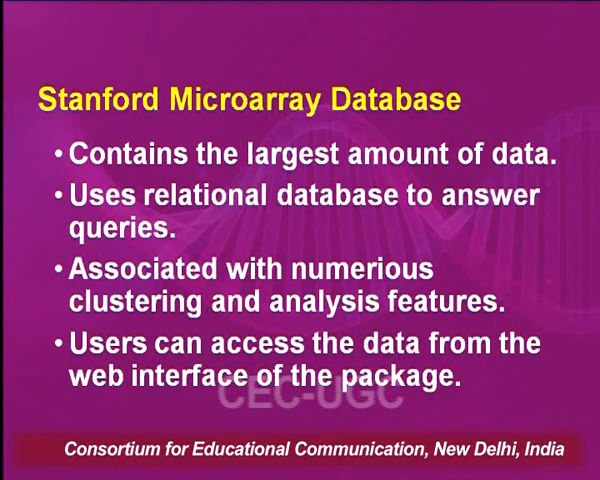 Stanford Microarray Database
• Contains the largest amount of data.
• Uses relational database to answer
queries.
• Associated with numerious
clustering and analysis features.
• Users can access the data from the
web interface of the package.
CEC-UGC
Consortium for Educational Communication, New Delhi, India